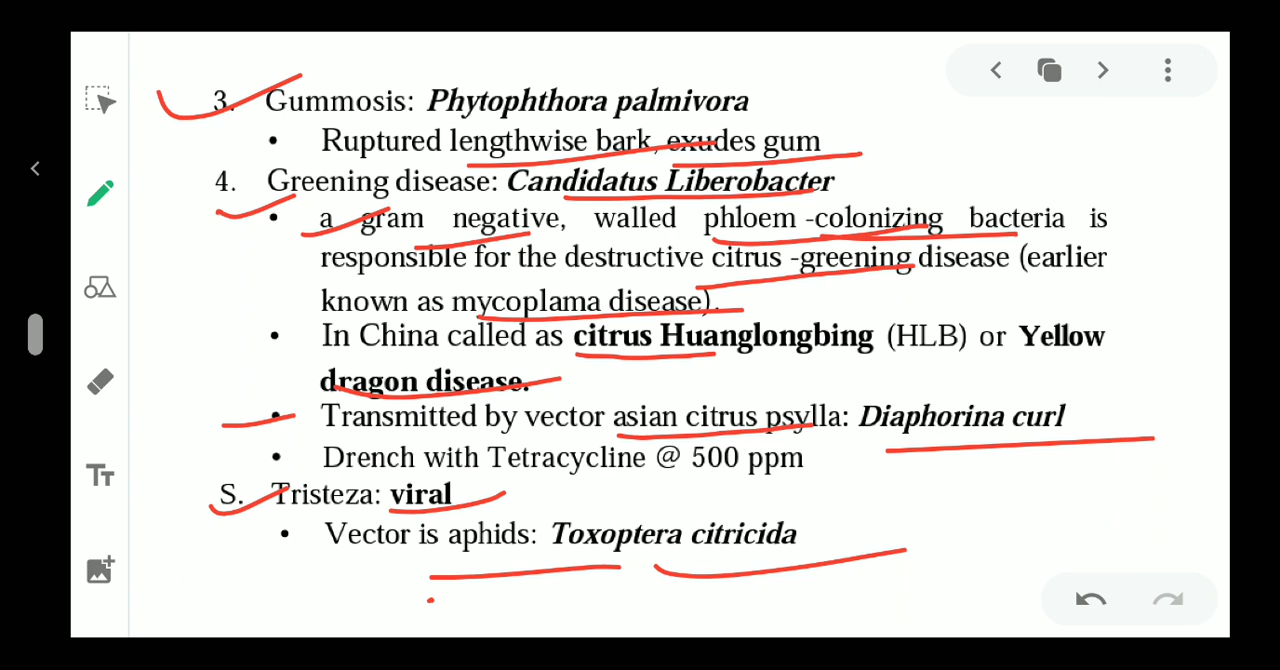 3. Gummosis: Phytophthora palmivora
• Ruptured lengthwise bark, exudes gum
4. Greening disease: Candidatus Liberobacter
• a gram negative, walled phloem -colonizing bacteria is
responsible for the destructive citrus -greening disease (earlier
known as mycoplama disease).
• In China called as citrus Huanglongbing (HLB) or Yellow
dragon disease.
• Transmitted by vector asian citrus psylla: Diaphorina curl
• Drench with Tetracycline @ 500 ppm
S. Tristeza: viral
• Vector is aphids: Toxoptera citricida
Tт